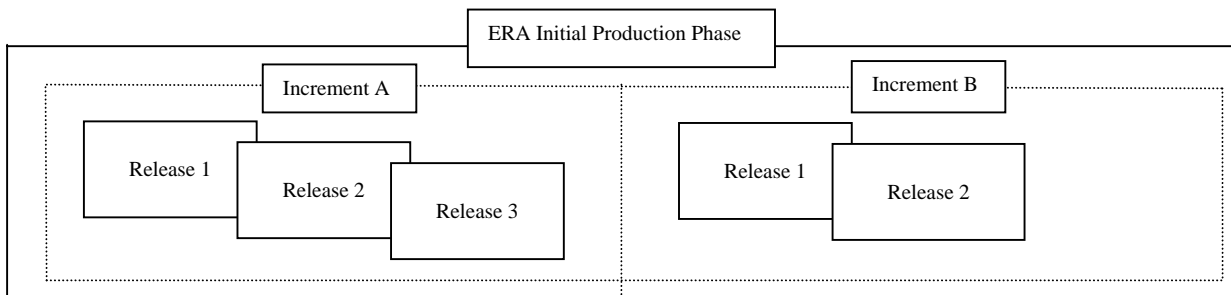 ERA Initial Production Phase
Increment A
Increment B
Release 1
Release 2
Release 3
Release 1
Release 2